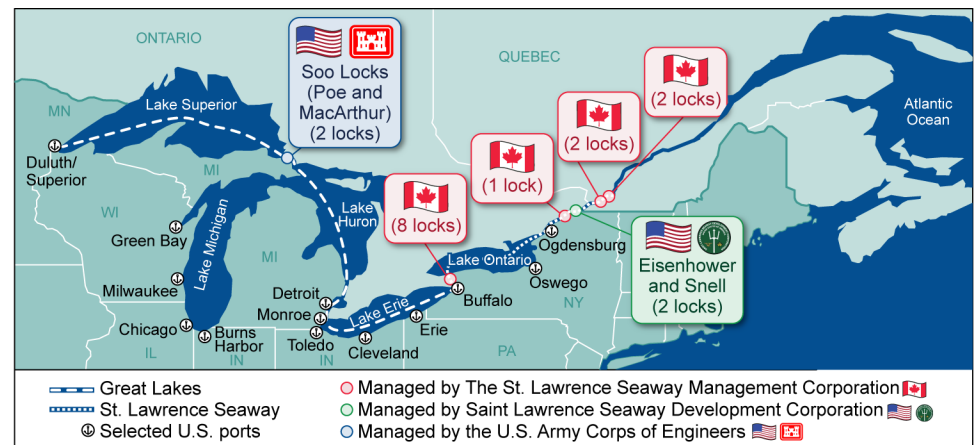 ONTARIO
QUEBEC
MN
Lake Superior
Soo Locks
(Poe and
MacArthur)
(2 locks)
(2 locks)
(2 locks)
(1 lock)
(8 locks)
Atlantic
Ocean
Duluth/
Superior
MI
WI
Green Bay
Lake Michigan
MI
Lake
Huron
Milwaukee
Chicago
Burns
Harbor
Detroit
Monroe
Toledo
Lake Erie
Cleveland
Erie
Buffalo
Lake Ontario
Ogdensburg
Oswego
NY
Eisenhower
and Snell
(2 locks)
IL
IN
IN
PA
Great Lakes
St. Lawrence Seaway
Selected U.S. ports
Managed by The St. Lawrence Seaway Management Corporation
Managed by Saint Lawrence Seaway Development Corporation
Managed by the U.S. Army Corps of Engineers